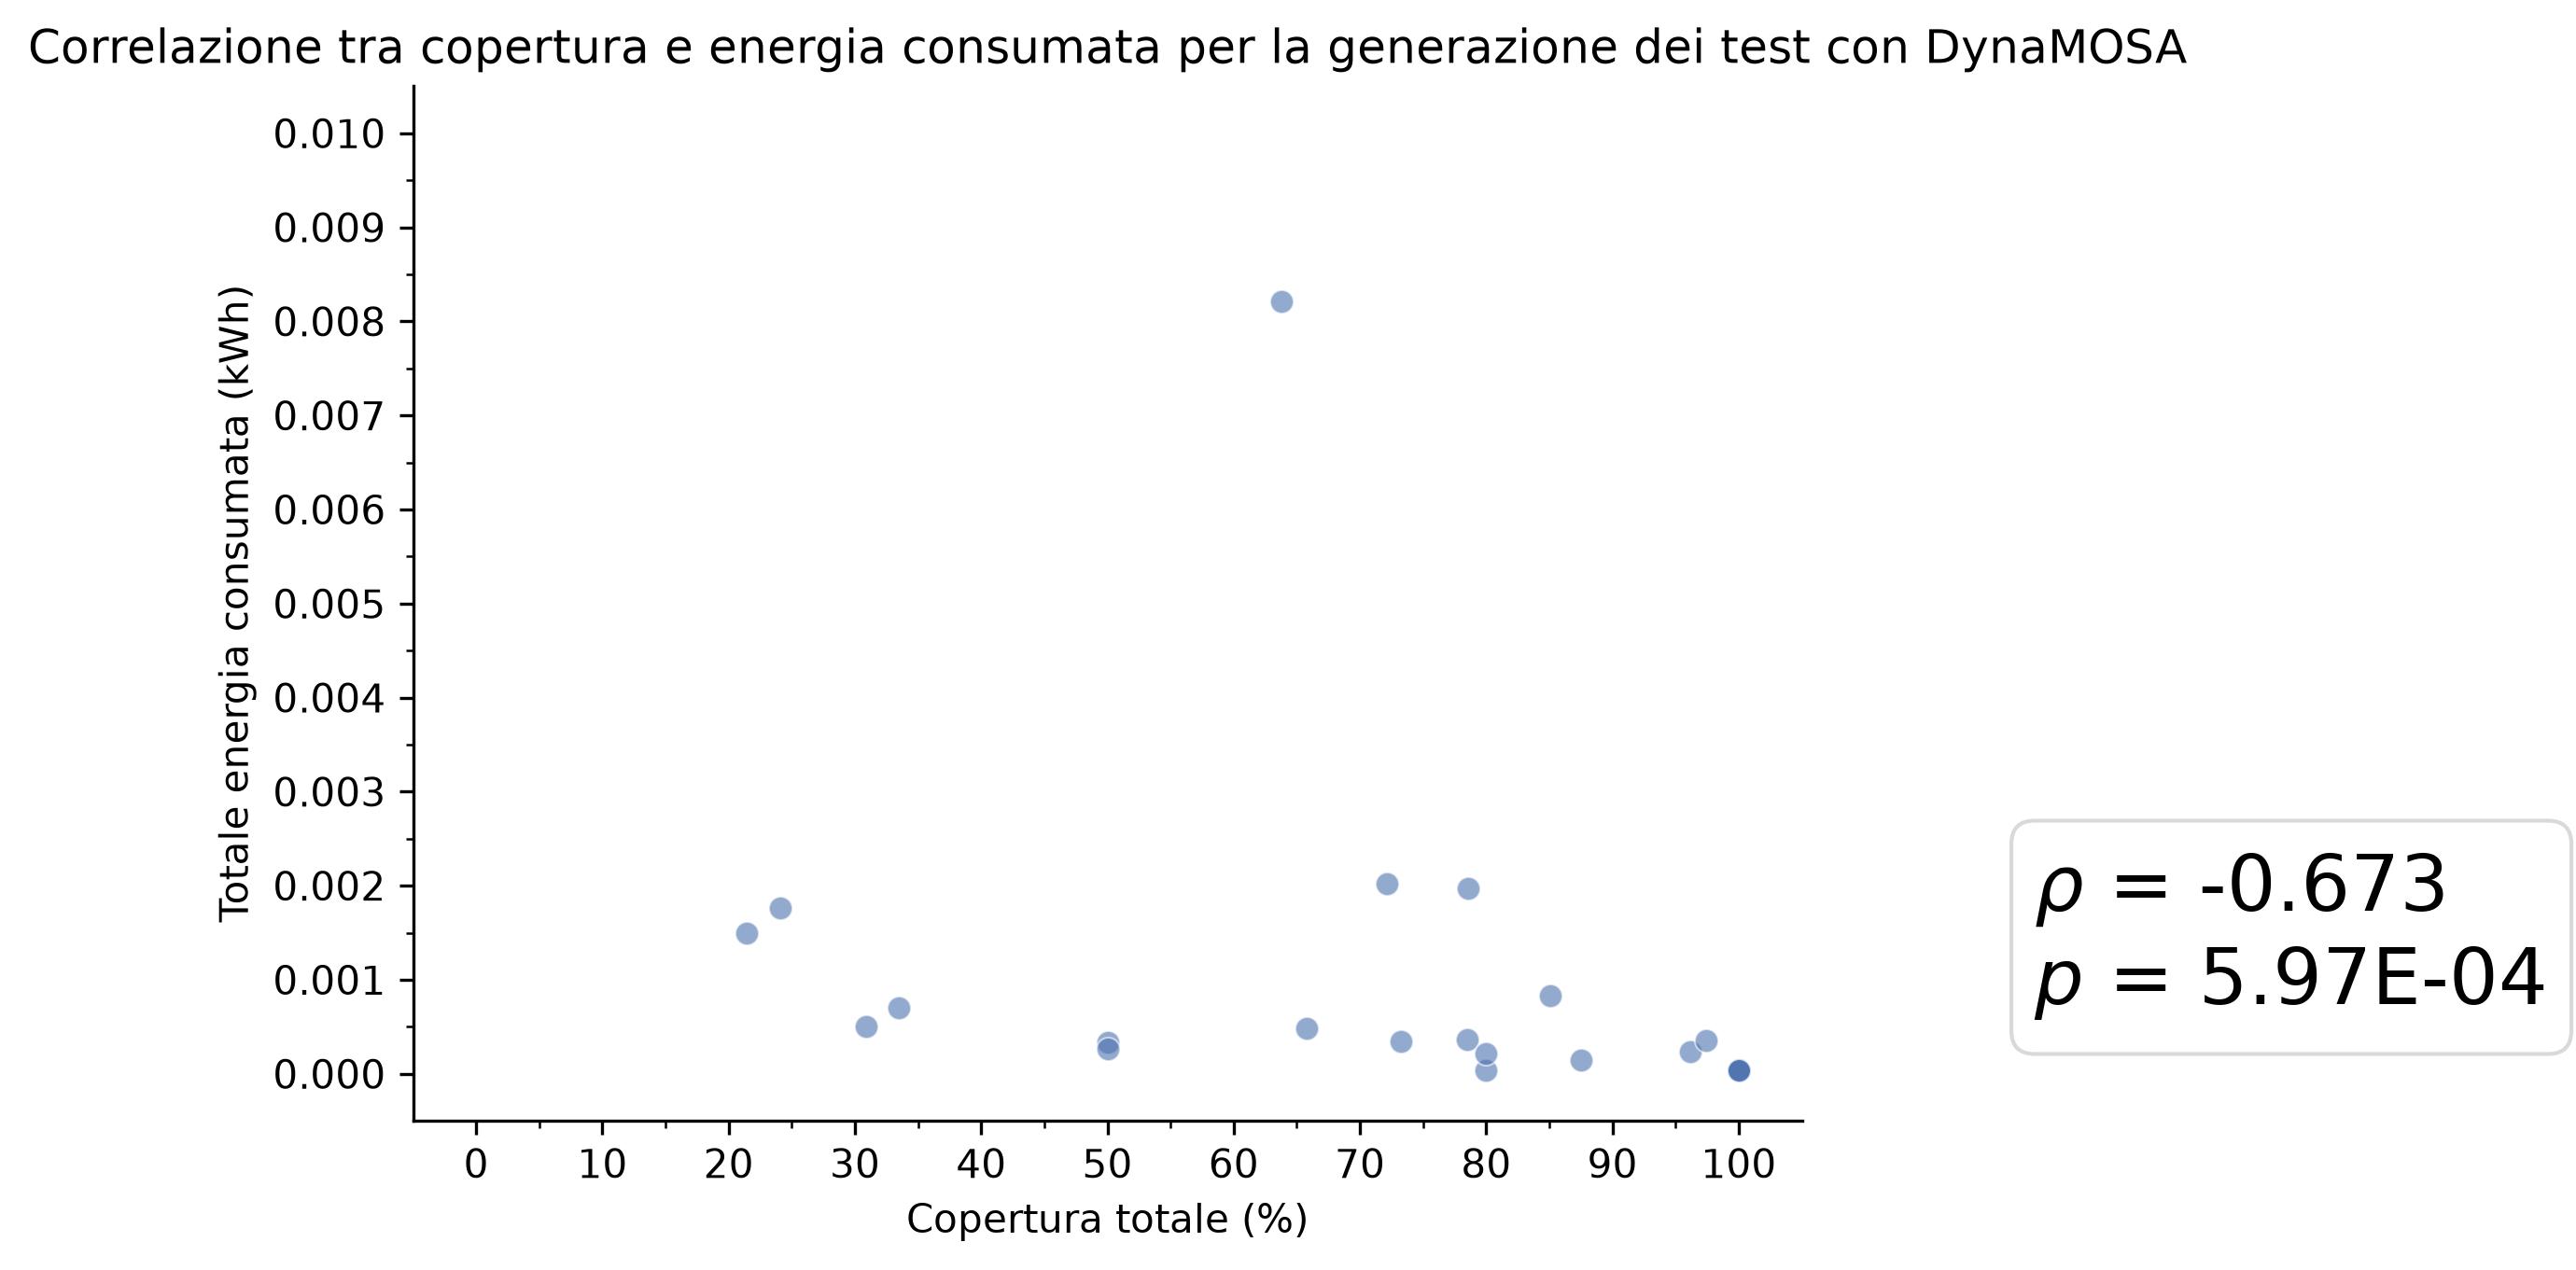 Correlazione tra copertura e energia consumata per la generazione dei test con DynaMOSA
Totale energia consumata (kWh)
0.010
0.009
0.008
0.007
0.006
0.005
0.004
0.003
0.002
0.001
0.000
0 10 20 30 40 50 60 70 80 90 100
Copertura totale (%)
ρ = -0.673
p = 5.97E-04